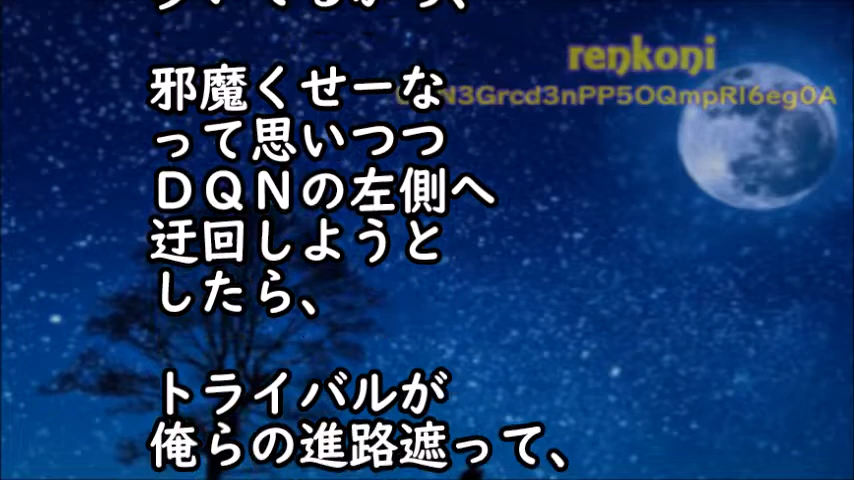 邪魔くせーな
って思いつつ
ＤＱＮの左側へ
迂回しようと
したら、
トライバルが
俺らの進路遮って、
renkoni
N3Grcd3nPP5OQmpRI6eg0A